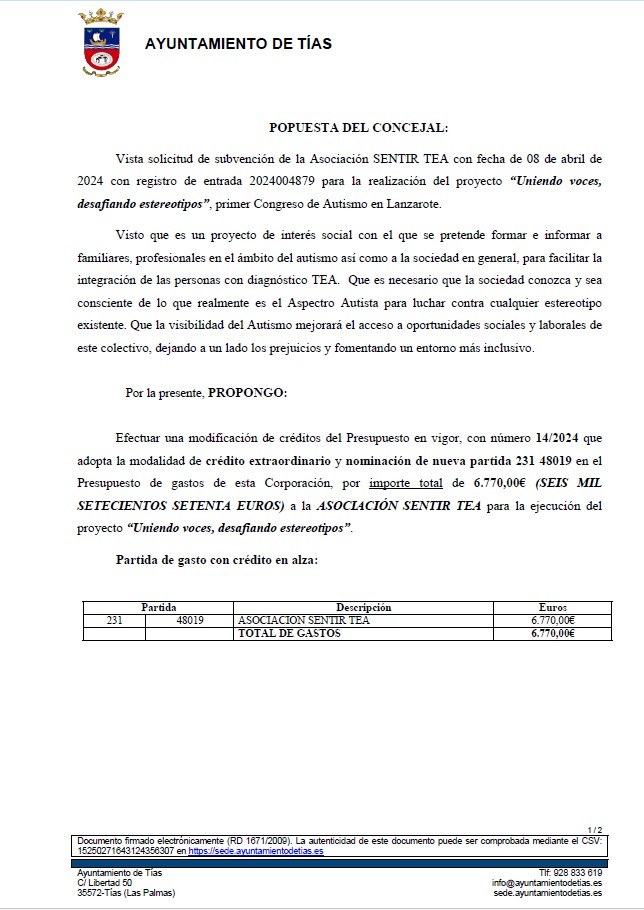 AYUNTAMIENTO DE TÍAS
POPUESTA DEL CONCEJAL:
Vista solicitud de subvención de la Asociación SENTIR TEA con fecha de 08 de abril de
2024 con registro de entrada 2024004879 para la realización del proyecto “Uniendo voces,
desafiando estereotipos”, primer Congreso de Autismo en Lanzarote.
Visto que es un proyecto de interés social con el que se pretende formar e informar a
familiares, profesionales en el ámbito del autismo así como a la sociedad en general, para facilitar la
integración de las personas con diagnóstico TEA. Que es necesario que la sociedad conozca y sea
consciente de lo que realmente es el Aspectro Autista para luchar contra cualquier estereotipo
existente. Que la visibilidad del Autismo mejorará el acceso a oportunidades sociales y laborales de
este colectivo, dejando a un lado los prejuicios y fomentando un entorno más inclusivo.
Por la presente, PROPONGO:
Efectuar una modificación de créditos del Presupuesto en vigor, con número 14/2024 que
adopta la modalidad de crédito extraordinario y nominación de nueva partida 231 48019 en el
Presupuesto de gastos de esta Corporación, por importe total de 6.770,00€ (SEIS MIL
SETECIENTOS SETENTA EUROS) a la ASOCIACIÓN SENTIR TEA para la ejecución del
proyecto “Uniendo voces, desafiando estereotipos”.
Partida de gasto con crédito en alza:
Partida Descripción Euros
231 48019 ASOCIACION SENTIR TEA 6.770,00€
TOTAL DE GASTOS 6.770,00€
1 / 2
Documento firmado electrónicamente (RD 1671/2009). La autenticidad de este documento puede ser comprobada mediante el CSV:
15250271643124356307 en https://sede.ayuntamientodetias.es
Ayuntamiento de Tías Tlf: 928 833 619
C/ Libertad 50 info@ayuntamientodetias.es
35572-Tías (Las Palmas) sede.ayuntamientodetias.es